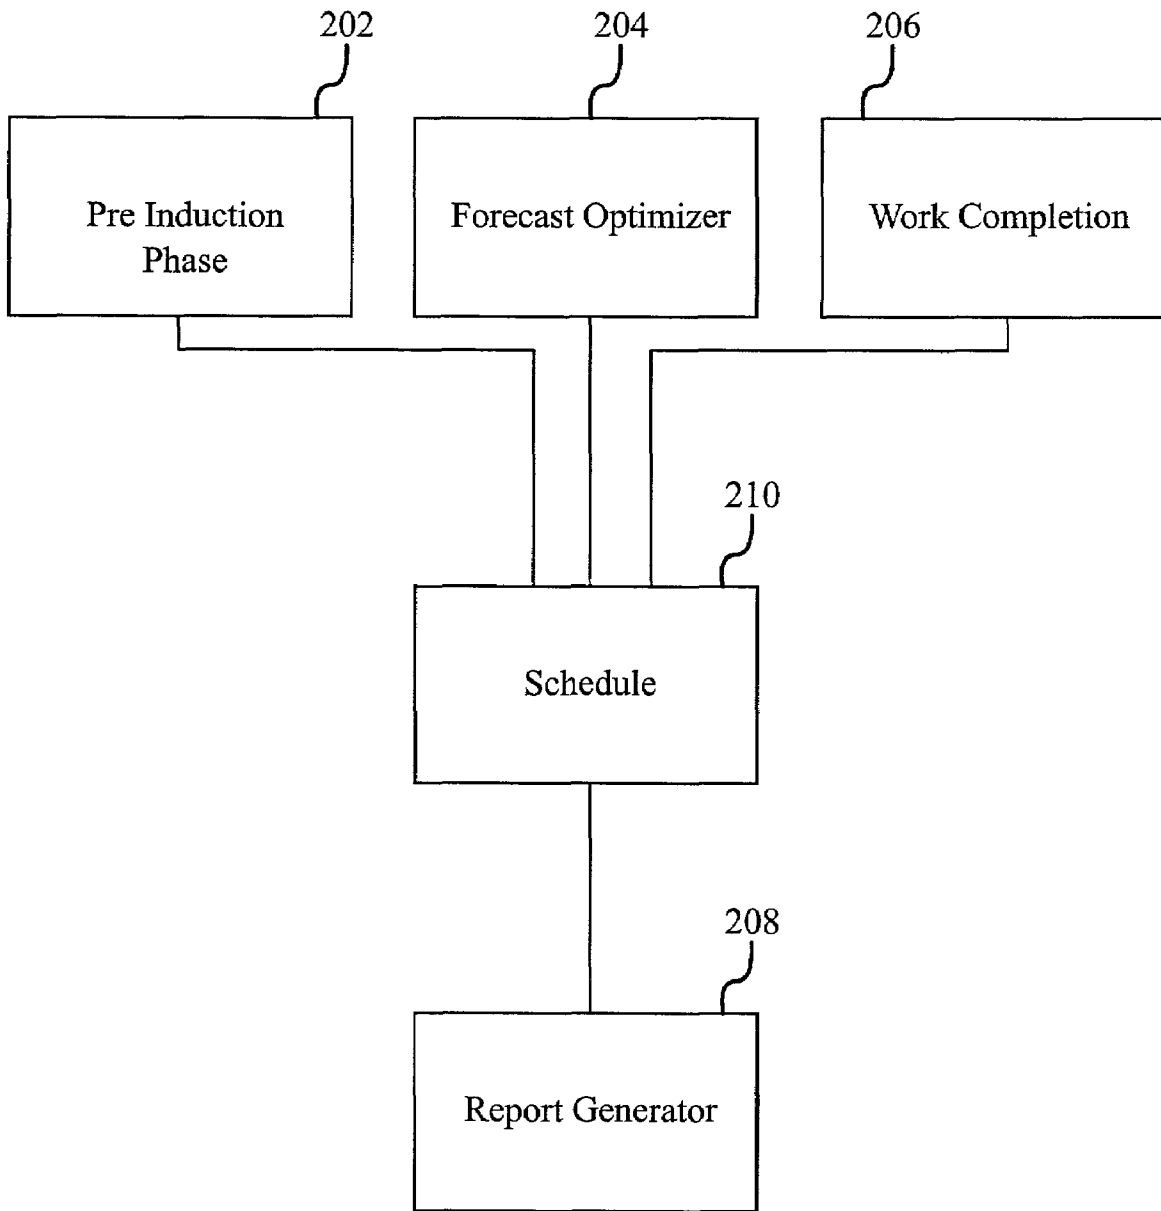 202
204
206
Pre Induction
Phase
Forecast Optimizer
Work Completion
210
Schedule
208
Report Generator